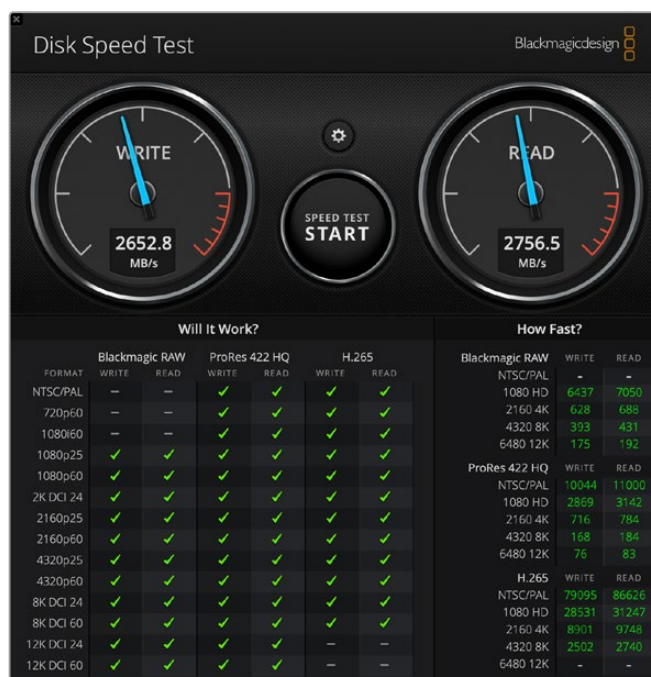 Disk Speed Test
Blackmagicdesign
WRITE
2652.8
MB/s
SPEED TEST
START
READ
2756.5
MB/s
Will It Work?
Blackmagic RAW ProRes 422 HQ H.265
FORMAT WRITE READ WRITE READ WRITE READ
NTSC/PAL – – ✓ ✓ ✓ ✓
720p60 – – ✓ ✓ ✓ ✓
1080i60 – – ✓ ✓ ✓ ✓
1080p25 ✓ ✓ ✓ ✓ ✓ ✓
1080p60 ✓ ✓ ✓ ✓ ✓ ✓
2K DCI 24 ✓ ✓ ✓ ✓ ✓ ✓
2160p25 ✓ ✓ ✓ ✓ ✓ ✓
2160p60 ✓ ✓ ✓ ✓ ✓ ✓
4320p25 ✓ ✓ ✓ ✓ ✓ ✓
4320p60 ✓ ✓ ✓ ✓ ✓ ✓
8K DCI 24 ✓ ✓ ✓ ✓ ✓ ✓
8K DCI 60 ✓ ✓ ✓ ✓ ✓ ✓
12K DCI 24 ✓ ✓ ✓ ✓ – –
12K DCI 60 ✓ ✓ ✓ ✓ – –
How Fast?
Blackmagic RAW WRITE READ
NTSC/PAL - -
1080 HD 6437 7050
2160 4K 628 688
4320 8K 393 431
6480 12K 175 192
ProRes 422 HQ WRITE READ
NTSC/PAL 10044 11000
1080 HD 2869 3142
2160 4K 716 784
4320 8K 168 184
6480 12K 76 83
H.265 WRITE READ
NTSC/PAL 79095 86626
1080 HD 28531 31247
2160 4K 8901 9748
4320 8K 2502 2740
6480 12K - -